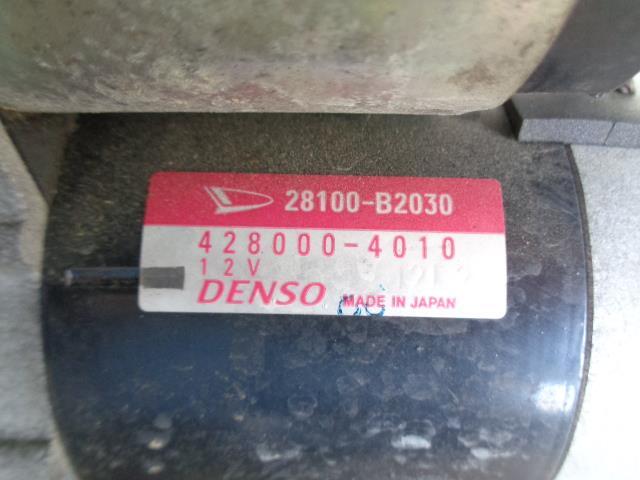 28100-B2030
428000-4010
12V
DENSO MADE IN JAPAN